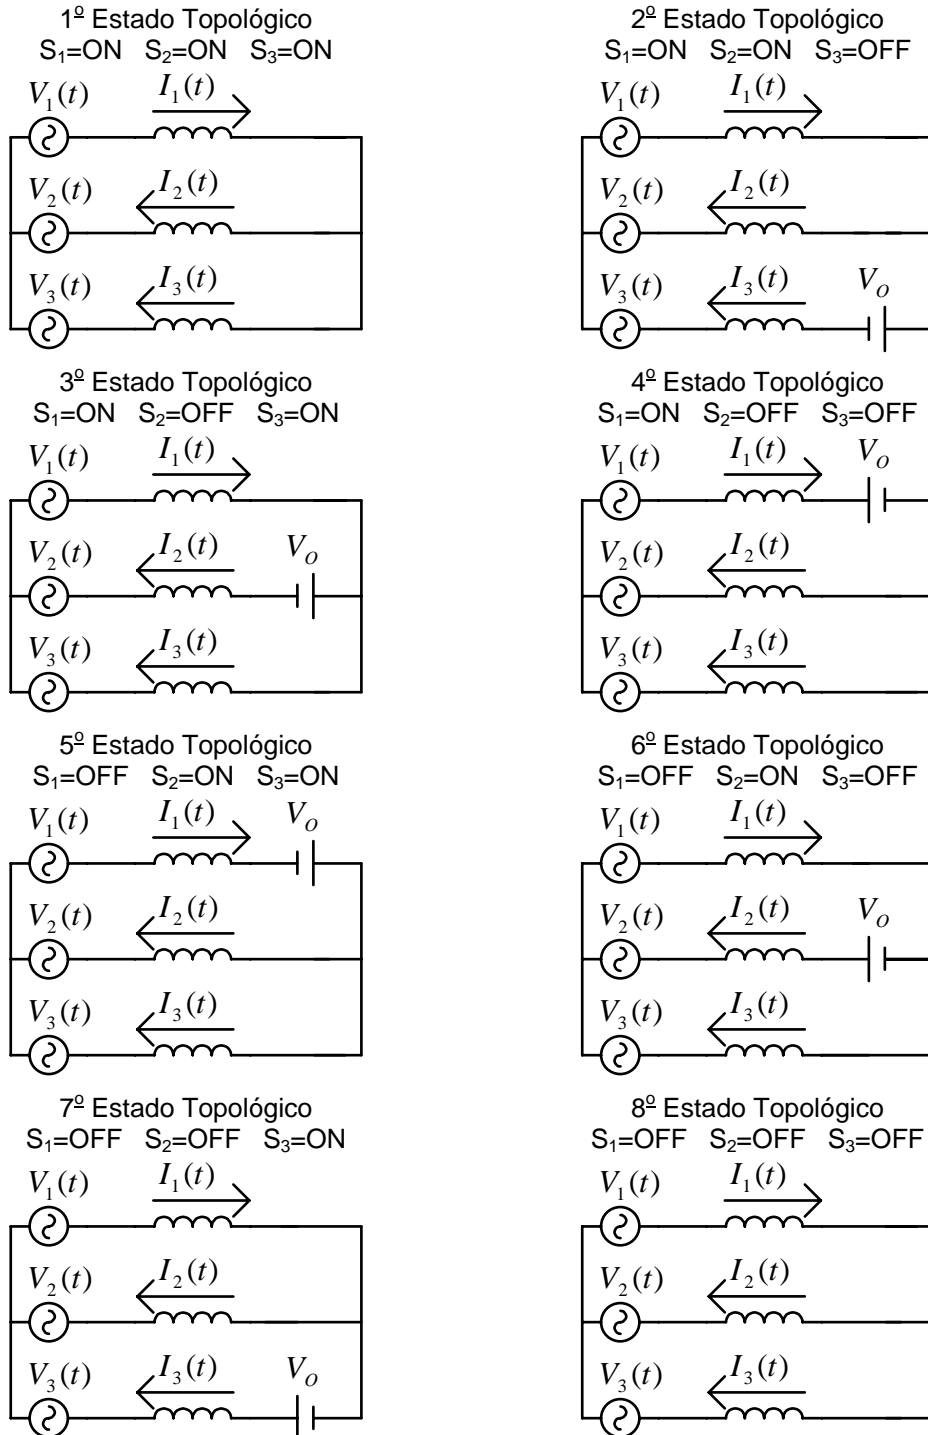 1º Estado Topológico
S₁=ON S₂=ON S₃=ON
V₁(t) I₁(t)
V₂(t) I₂(t)
V₃(t) I₃(t)
2º Estado Topológico
S₁=ON S₂=ON S₃=OFF
V₁(t) I₁(t)
V₂(t) I₂(t)
V₃(t) I₃(t) V_O
3º Estado Topológico
S₁=ON S₂=OFF S₃=ON
V₁(t) I₁(t)
V₂(t) I₂(t) V_O
V₃(t) I₃(t)
4º Estado Topológico
S₁=ON S₂=OFF S₃=OFF
V₁(t) I₁(t) V_O
V₂(t) I₂(t)
V₃(t) I₃(t)
5º Estado Topológico
S₁=OFF S₂=ON S₃=ON
V₁(t) I₁(t) V_O
V₂(t) I₂(t)
V₃(t) I₃(t)
6º Estado Topológico
S₁=OFF S₂=ON S₃=OFF
V₁(t) I₁(t)
V₂(t) I₂(t) V_O
V₃(t) I₃(t)
7º Estado Topológico
S₁=OFF S₂=OFF S₃=ON
V₁(t) I₁(t)
V₂(t) I₂(t)
V₃(t) I₃(t) V_O
8º Estado Topológico
S₁=OFF S₂=OFF S₃=OFF
V₁(t) I₁(t)
V₂(t) I₂(t)
V₃(t) I₃(t)